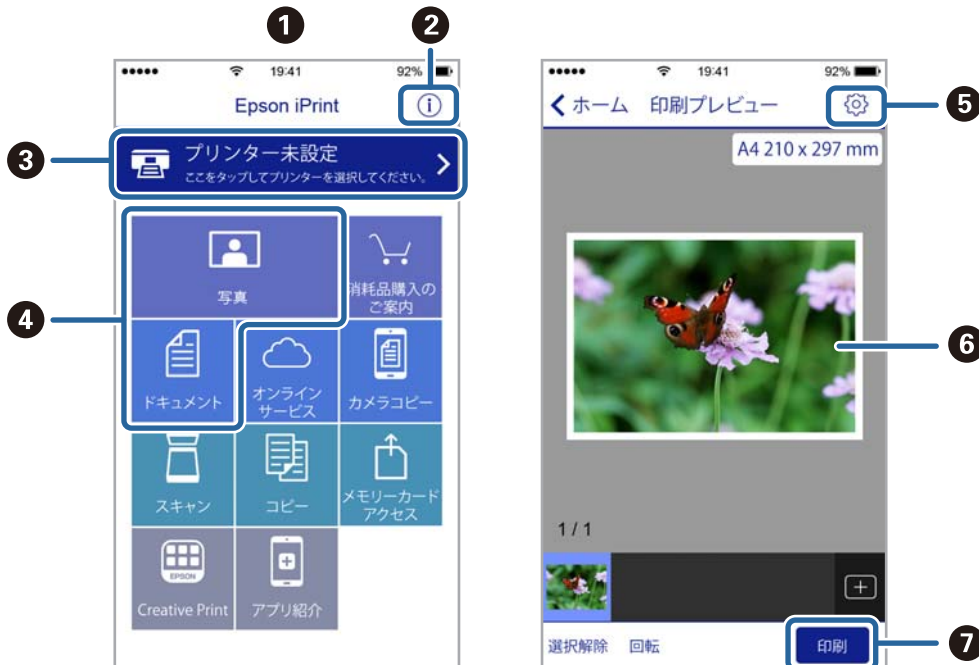 1
2
19:41
92%
Epson iPrint
3
プリンター未設定
ここをタップしてプリンターを選択してください。
4
写真
消耗品購入の
ご案内
ドキュメント
オンライン
サービス
カメラコピー
スキャン
コピー
メモリーカード
アクセス
EPSON
Creative Print
アプリ紹介
19:41
92%
ホーム
印刷プレビュー
5
A4 210 x 297 mm
6
1 / 1
選択解除
回転
印刷
7